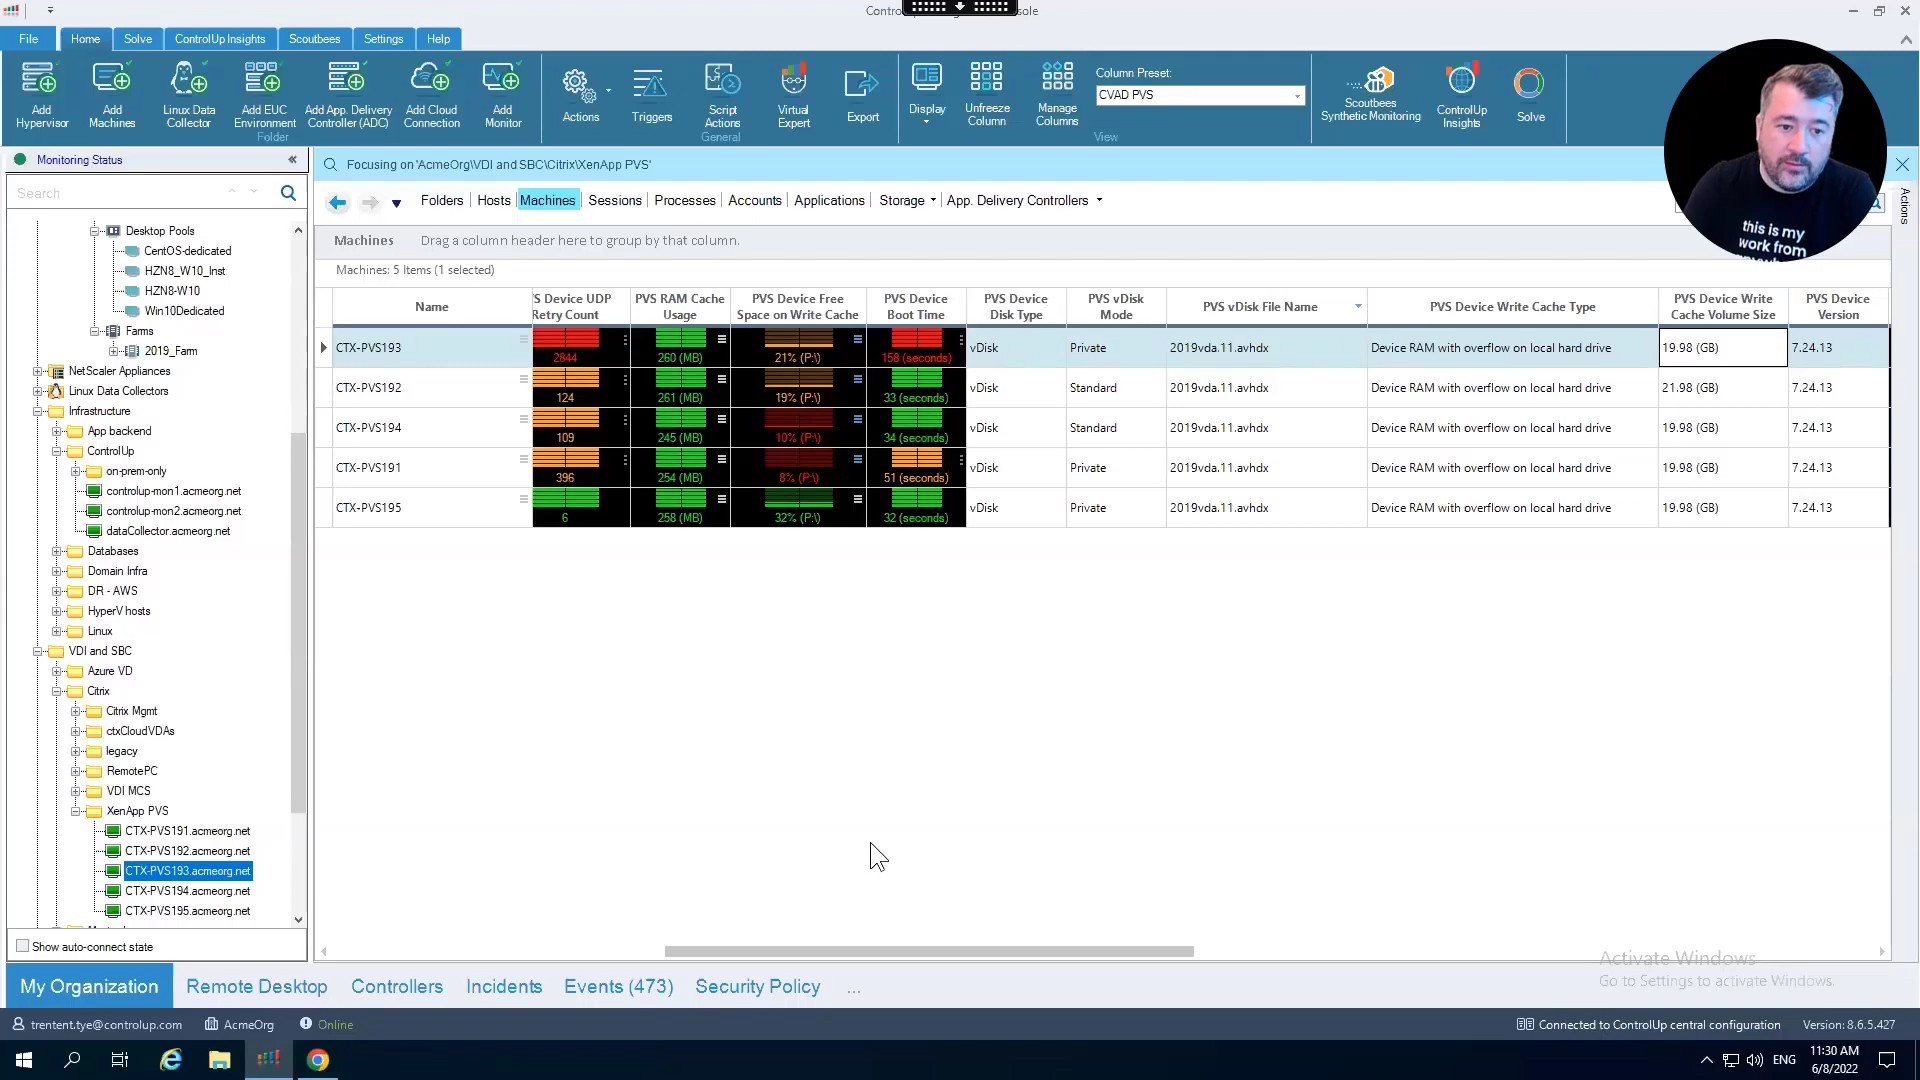 Contro
sole
File
Home
Solve
ControlUp Insights
Scoutbees
Settings
Help
Add
Hypervisor
Add
Machines
Linux Data
Collector
Add EUC
Environment
Add App. Delivery
Controller (ADC)
Add Cloud
Connection
Add
Monitor
Folder
Actions
Triggers
Script
Actions
Virtual
Expert
Export
General
Display
Unfreeze
Column
Manage
Columns
Column Preset:
CVAD PVS
View
Scoutbees
Synthetic Monitoring
ControlUp
Insights
Solve
this is my
work from
Monitoring Status
Search
Desktop Pools
CentOS-dedicated
HZN8_W10_Inst
HZN8-W10
Win10Dedicated
Farms
2019_Farm
NetScaler Appliances
Linux Data Collectors
Infrastructure
App backend
ControlUp
on-prem-only
controlup-mon1.acmeorg.net
controlup-mon2.acmeorg.net
dataCollector.acmeorg.net
Databases
Domain Infra
DR - AWS
HyperV hosts
Linux
VDI and SBC
Azure VD
Citrix
Citrix Mgmt
ctxCloudVDAs
legacy
RemotePC
VDI MCS
XenApp PVS
CTX-PVS191.acmeorg.net
CTX-PVS192.acmeorg.net
CTX-PVS193.acmeorg.net
CTX-PVS194.acmeorg.net
CTX-PVS195.acmeorg.net
Show auto-connect state
Focusing on 'AcmeOrg\VDI and SBC\Citrix\XenApp PVS'
Folders Hosts Machines Sessions Processes Accounts Applications Storage App. Delivery Controllers
Actions
Machines Drag a column header here to group by that column.
Machines: 5 Items (1 selected)
Name
S Device UDP
Retry Count
PVS RAM Cache
Usage
PVS Device Free
Space on Write Cache
PVS Device
Boot Time
PVS Device
Disk Type
PVS vDisk
Mode
PVS vDisk File Name
PVS Device Write Cache Type
PVS Device Write
Cache Volume Size
PVS Device
Version
CTX-PVS193 2844 260 (MB) 21% (P:\) 158 (seconds) vDisk Private 2019vda.11.avhdx Device RAM with overflow on local hard drive 19.98 (GB) 7.24.13
CTX-PVS192 124 261 (MB) 19% (P:\) 33 (seconds) vDisk Standard 2019vda.11.avhdx Device RAM with overflow on local hard drive 21.98 (GB) 7.24.13
CTX-PVS194 109 245 (MB) 10% (P:\) 34 (seconds) vDisk Standard 2019vda.11.avhdx Device RAM with overflow on local hard drive 19.98 (GB) 7.24.13
CTX-PVS191 396 254 (MB) 8% (P:\) 51 (seconds) vDisk Private 2019vda.11.avhdx Device RAM with overflow on local hard drive 19.98 (GB) 7.24.13
CTX-PVS195 6 258 (MB) 32% (P:\) 32 (seconds) vDisk Private 2019vda.11.avhdx Device RAM with overflow on local hard drive 19.98 (GB) 7.24.13
Activate Windows
Go to Settings to activate Windows.
My Organization Remote Desktop Controllers Incidents Events (473) Security Policy ...
trentent.tye@controlup.com AcmeOrg Online
Connected to ControlUp central configuration Version: 8.6.5.427
ENG
11:30 AM
6/8/2022